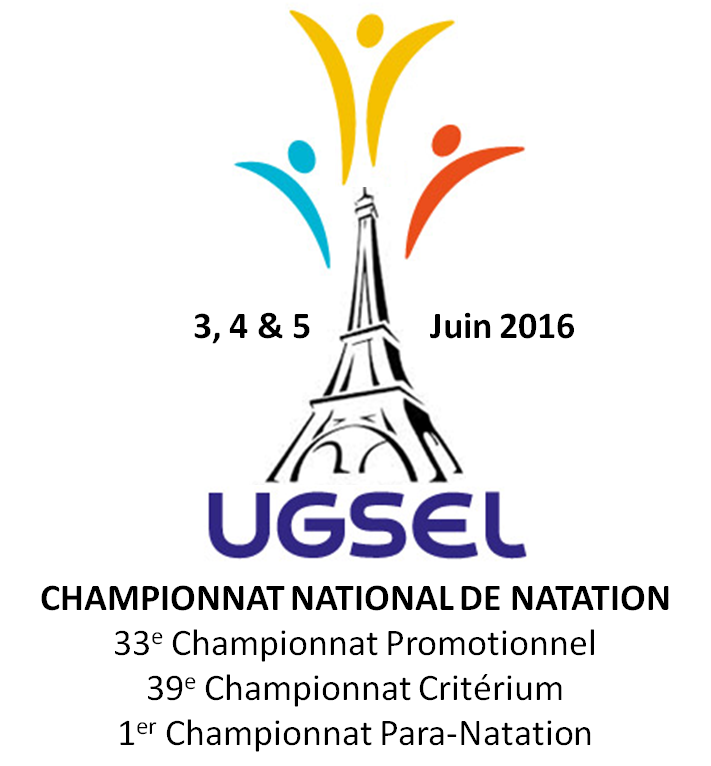 3, 4 & 5 Juin 2016
UGSEL
CHAMPIONNAT NATIONAL DE NATATION
33e Championnat Promotionnel
39e Championnat Critérium
1er Championnat Para-Natation